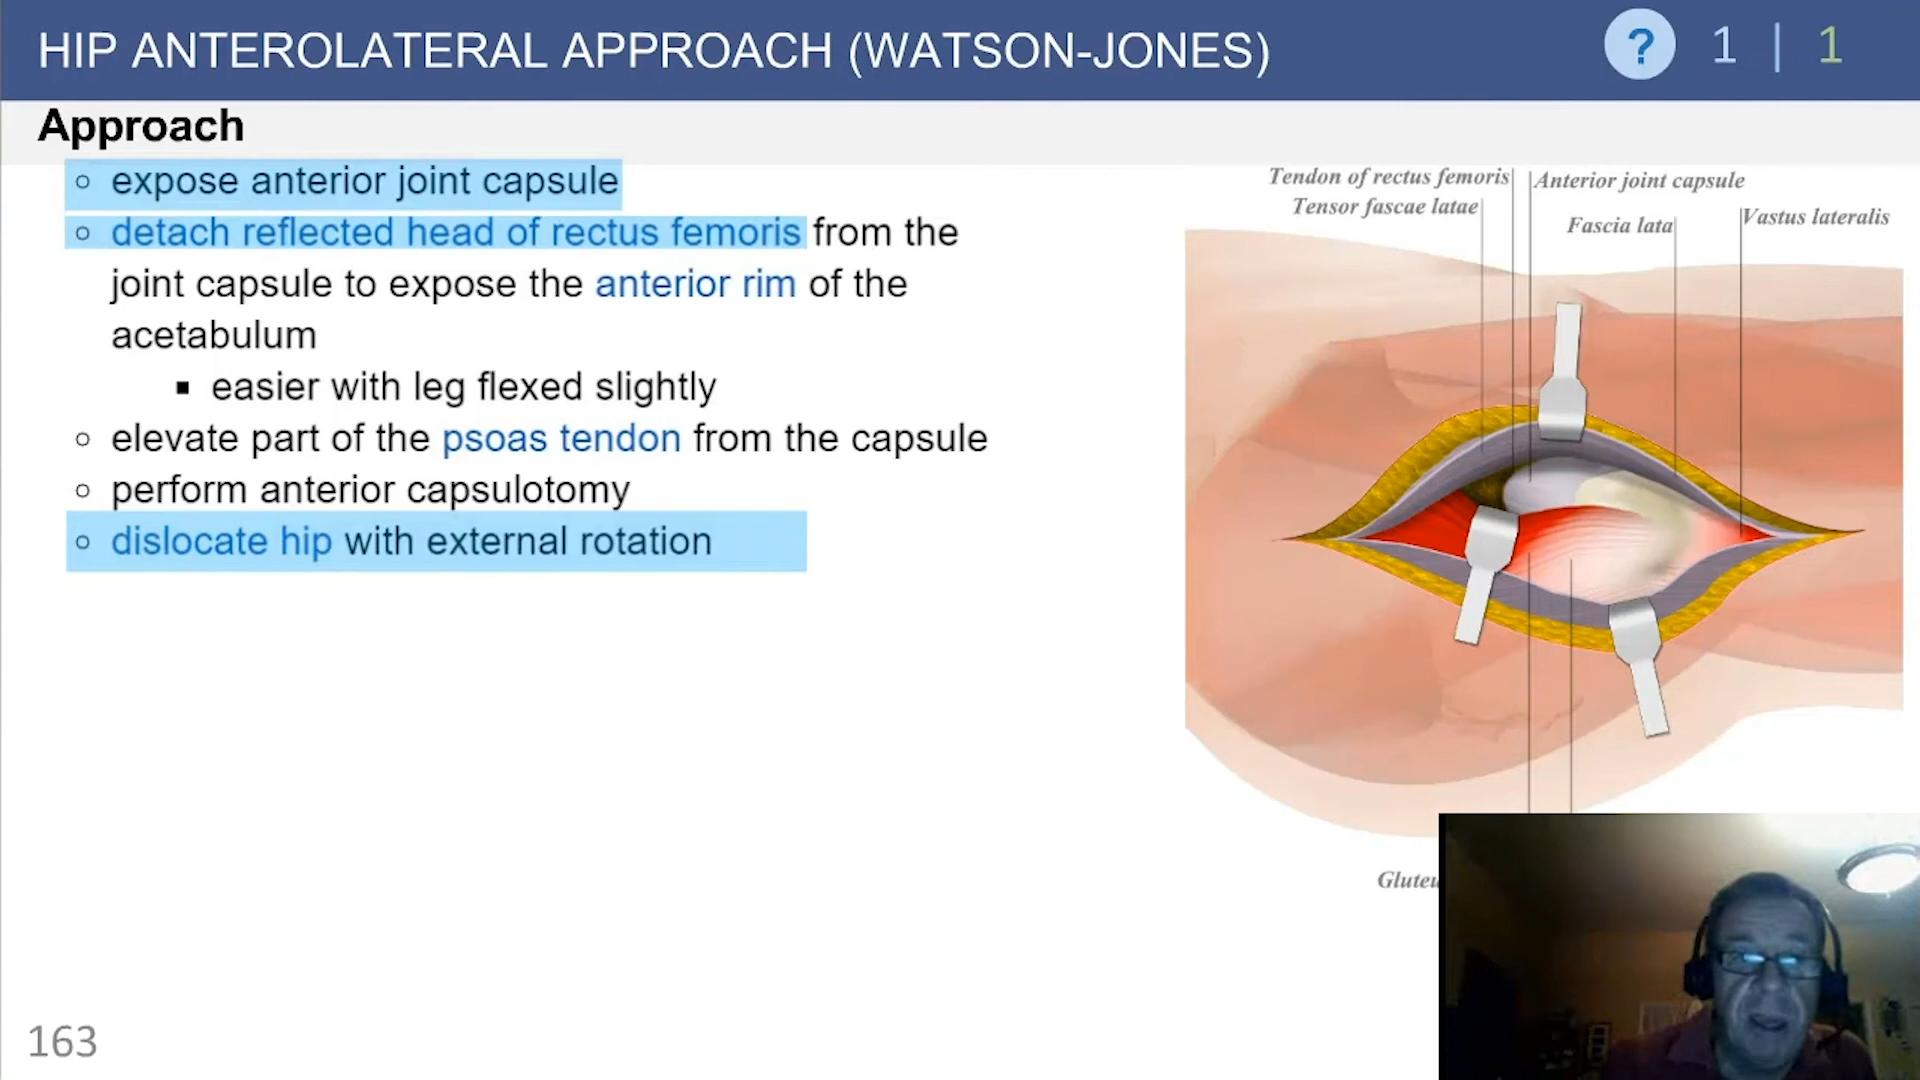 HIP ANTEROLATERAL APPROACH (WATSON-JONES)
? 1 | 1
Approach
expose anterior joint capsule
detach reflected head of rectus femoris from the
joint capsule to expose the anterior rim of the
acetabulum
easier with leg flexed slightly
elevate part of the psoas tendon from the capsule
perform anterior capsulotomy
dislocate hip with external rotation
Tendon of rectus femoris
Anterior joint capsule
Tensor fascae latae
Fascia lata
Vastus lateralis
163